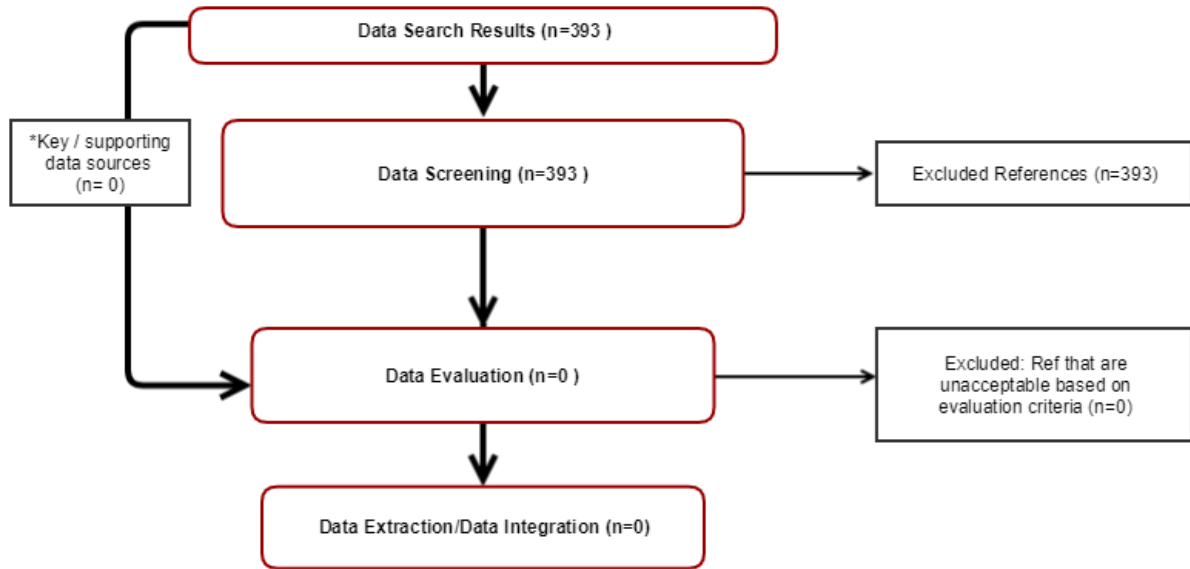 Data Search Results (n=393 )
*Key / supporting
data sources
(n= 0)
Data Screening (n=393 )
Excluded References (n=393)
Data Evaluation (n=0 )
Excluded: Ref that are
unacceptable based on
evaluation criteria (n=0)
Data Extraction/Data Integration (n=0)